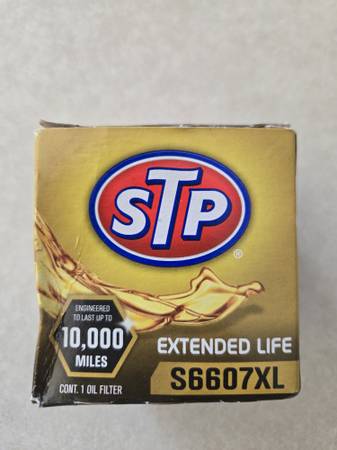 STP
®
ENGINEERED
TO LAST UP TO
10,000
MILES
EXTENDED LIFE
CONT. 1 OIL FILTER
S6607XL